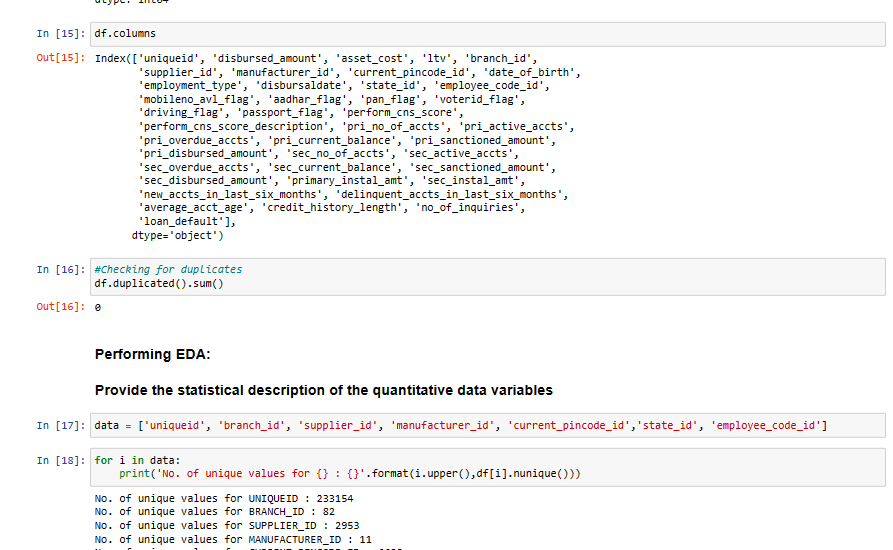 dtype: int64
In [15]: df.columns
Out[15]: Index(['uniqueid', 'disbursed_amount', 'asset_cost', 'ltv', 'branch_id',
'supplier_id', 'manufacturer_id', 'current_pincode_id', 'date_of_birth',
'employment_type', 'disbursaldate', 'state_id', 'employee_code_id',
'mobileno_avl_flag', 'aadhar_flag', 'pan_flag', 'voterid_flag',
'driving_flag', 'passport_flag', 'perform_cns_score',
'perform_cns_score_description', 'pri_no_of_accts', 'pri_active_accts',
'pri_overdue_accts', 'pri_current_balance', 'pri_sanctioned_amount',
'pri_disbursed_amount', 'sec_no_of_accts', 'sec_active_accts',
'sec_overdue_accts', 'sec_current_balance', 'sec_sanctioned_amount',
'sec_disbursed_amount', 'primary_instal_amt', 'sec_instal_amt',
'new_accts_in_last_six_months', 'delinquent_accts_in_last_six_months',
'average_acct_age', 'credit_history_length', 'no_of_inquiries',
'loan_default'],
dtype='object')
In [16]: #Checking for duplicates
df.duplicated().sum()
Out[16]: 0
Performing EDA:
Provide the statistical description of the quantitative data variables
In [17]: data = ['uniqueid', 'branch_id', 'supplier_id', 'manufacturer_id', 'current_pincode_id','state_id', 'employee_code_id']
In [18]: for i in data:
print('No. of unique values for {} : {}'.format(i.upper(),df[i].nunique()))
No. of unique values for UNIQUEID : 233154
No. of unique values for BRANCH_ID : 82
No. of unique values for SUPPLIER_ID : 2953
No. of unique values for MANUFACTURER_ID : 11